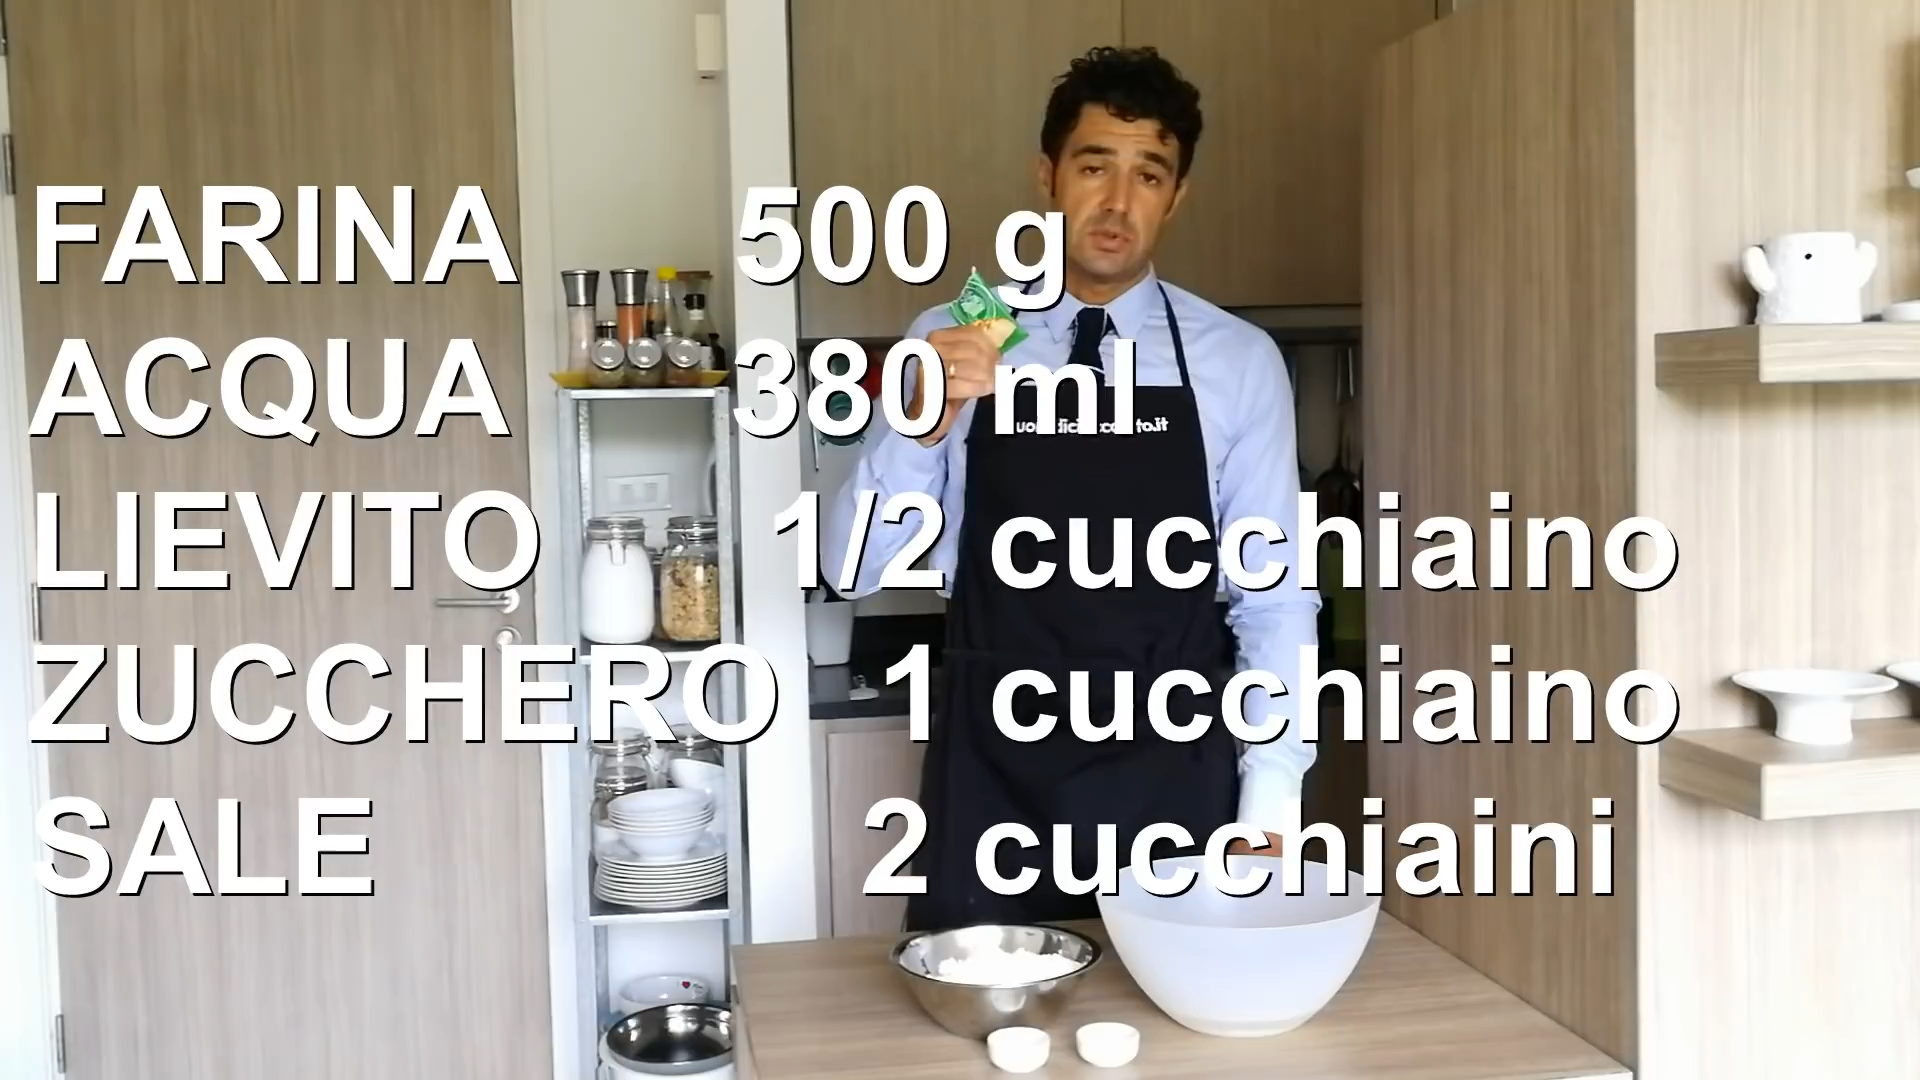 FARINA 500 g
ACQUA 380 ml
LIEVITO 1/2 cucchiaino
ZUCCHERO 1 cucchiaino
SALE 2 cucchiaini